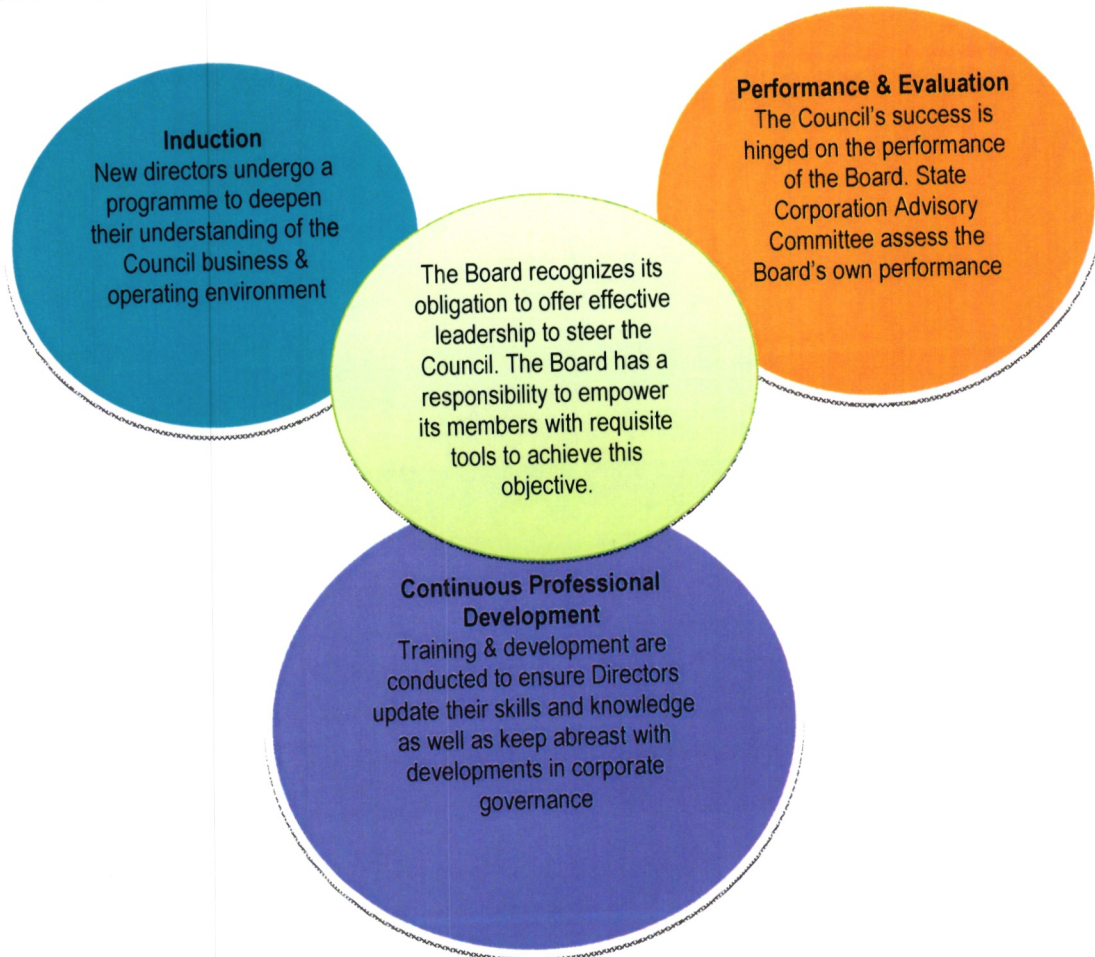 Induction
New directors undergo a
programme to deepen
their understanding of the
Council business &
operating environment
Performance & Evaluation
The Council's success is
hinged on the performance
of the Board. State
Corporation Advisory
Committee assess the
Board's own performance
The Board recognizes its
obligation to offer effective
leadership to steer the
Council. The Board has a
responsibility to empower
its members with requisite
tools to achieve this
objective.
Continuous Professional
Development
Training & development are
conducted to ensure Directors
update their skills and knowledge
as well as keep abreast with
developments in corporate
governance